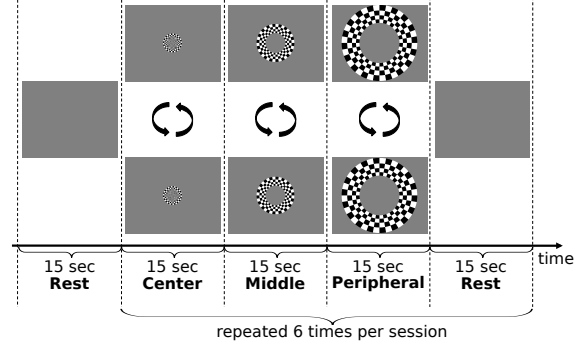 time
15 sec 15 sec 15 sec 15 sec 15 sec
Rest Center Middle Peripheral Rest
repeated 6 times per session